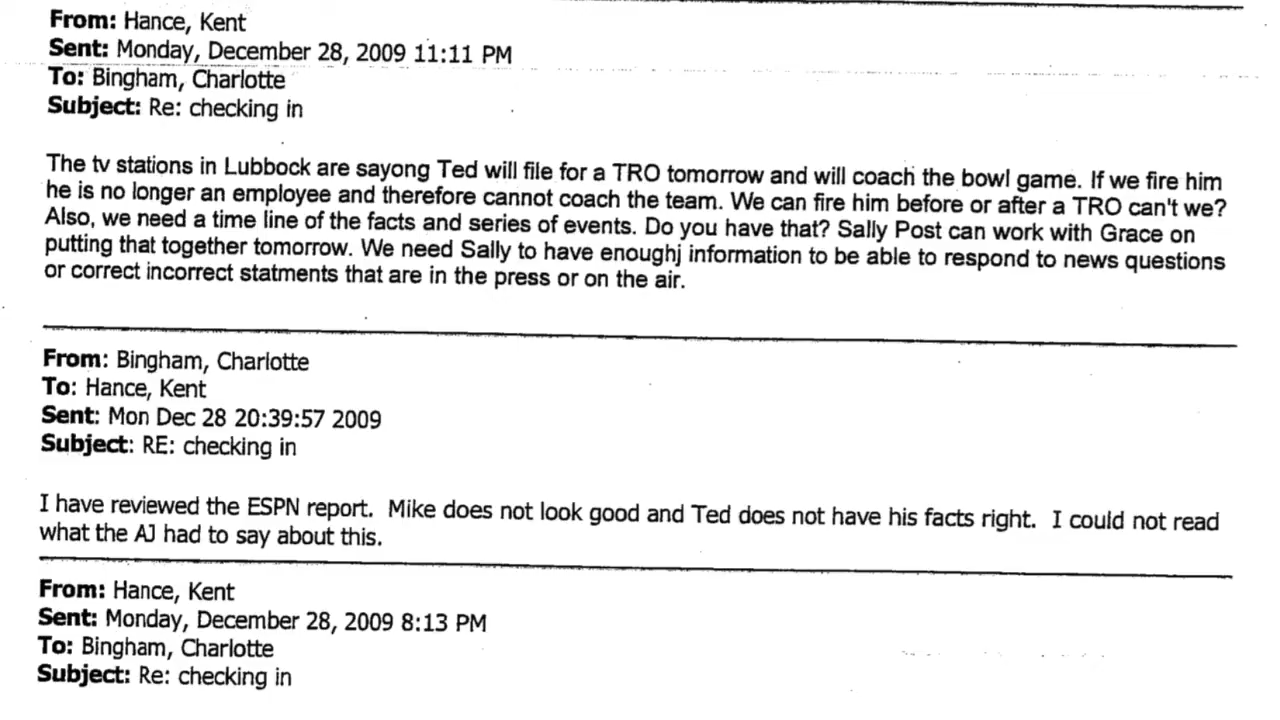 From: Hance, Kent
Sent: Monday, December 28, 2009 11:11 PM
To: Bingham, Charlotte
Subject: Re: checking in
The tv stations in Lubbock are sayong Ted will file for a TRO tomorrow and will coach the bowl game. If we fire him
he is no longer an employee and therefore cannot coach the team. We can fire him before or after a TRO can't we?
Also, we need a time line of the facts and series of events. Do you have that? Sally Post can work with Grace on
putting that together tomorrow. We need Sally to have enoughj information to be able to respond to news questions
or correct incorrect statments that are in the press or on the air.
From: Bingham, Charlotte
To: Hance, Kent
Sent: Mon Dec 28 20:39:57 2009
Subject: RE: checking in
I have reviewed the ESPN report. Mike does not look good and Ted does not have his facts right. I could not read
what the AJ had to say about this.
From: Hance, Kent
Sent: Monday, December 28, 2009 8:13 PM
To: Bingham, Charlotte
Subject: Re: checking in